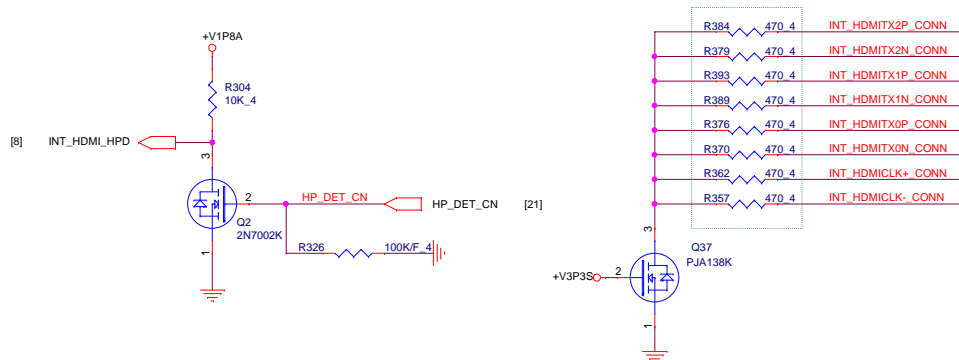 +V1P8A
R304
10K_4
[8]
INT_HDMI_HPD
3
2
HP_DET_CN
HP_DET_CN
[21]
Q2
2N7002K
R326
100K/F_4
1
R384
470_4
INT_HDMITX2P_CONN
R379
470_4
INT_HDMITX2N_CONN
R393
470_4
INT_HDMITX1P_CONN
R389
470_4
INT_HDMITX1N_CONN
R376
470_4
INT_HDMITX0P_CONN
R370
470_4
INT_HDMITX0N_CONN
R362
470_4
INT_HDMICLK+_CONN
R357
470_4
INT_HDMICLK-_CONN
3
Q37
PJA138K
+V3P3S
2
1